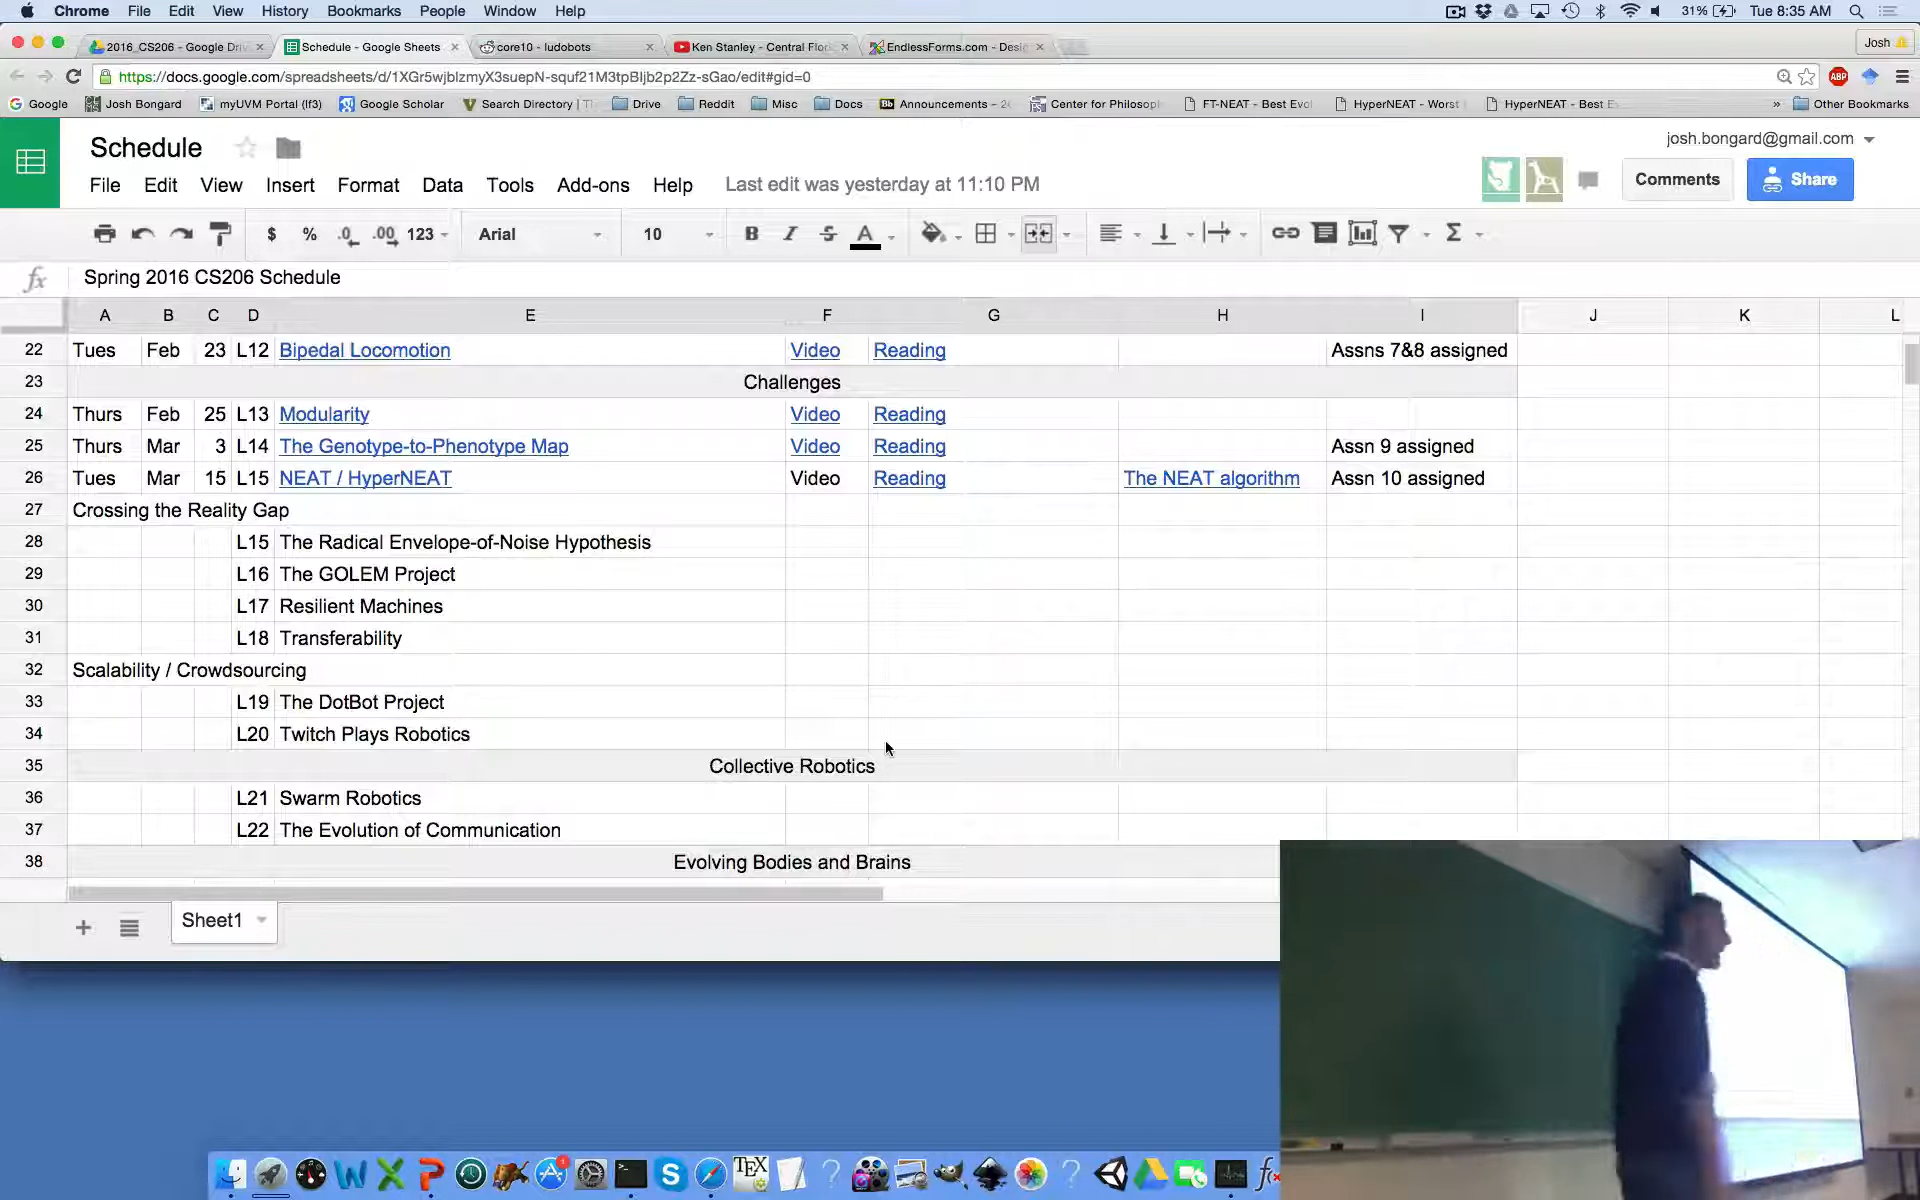 Chrome File Edit View History Bookmarks People Window Help 31% Tue 8:35 AM
2016_CS206 - Google Driv Schedule - Google Sheets core10 - ludobots Ken Stanley - Central Flor EndlessForms.com - Desi Josh
https://docs.google.com/spreadsheets/d/1XGr5wjblzmyX3suepN-squf21M3tpBIjb2p2Zz-sGao/edit#gid=0 ABP
Google Josh Bongard myUVM Portal (lf3) Google Scholar Search Directory | T Drive Reddit Misc Docs Bb Announcements – 2 Center for Philosop FT-NEAT - Best Evol HyperNEAT - Worst HyperNEAT - Best E » Other Bookmarks
Schedule josh.bongard@gmail.com
File Edit View Insert Format Data Tools Add-ons Help Last edit was yesterday at 11:10 PM Comments Share
$ % .0 .00 123 Arial 10 B I S A Σ
fx Spring 2016 CS206 Schedule
A B C D E F G H I J K L
22 Tues Feb 23 L12 Bipedal Locomotion Video Reading Assns 7&8 assigned
23 Challenges
24 Thurs Feb 25 L13 Modularity Video Reading
25 Thurs Mar 3 L14 The Genotype-to-Phenotype Map Video Reading Assn 9 assigned
26 Tues Mar 15 L15 NEAT / HyperNEAT Video Reading The NEAT algorithm Assn 10 assigned
27 Crossing the Reality Gap
28 L15 The Radical Envelope-of-Noise Hypothesis
29 L16 The GOLEM Project
30 L17 Resilient Machines
31 L18 Transferability
32 Scalability / Crowdsourcing
33 L19 The DotBot Project
34 L20 Twitch Plays Robotics
35 Collective Robotics
36 L21 Swarm Robotics
37 L22 The Evolution of Communication
38 Evolving Bodies and Brains
+ Sheet1
W X P S TEX ? ? fx